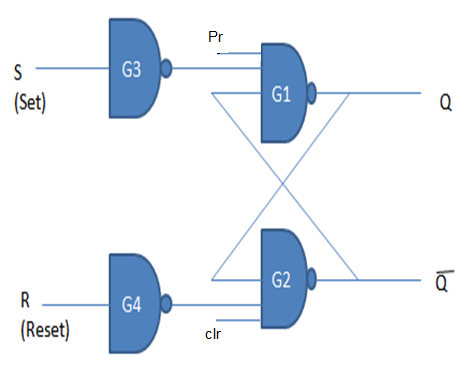 Pr
S
(Set)
G3
G1
Q
R
(Reset)
G4
G2
Q̅
clr